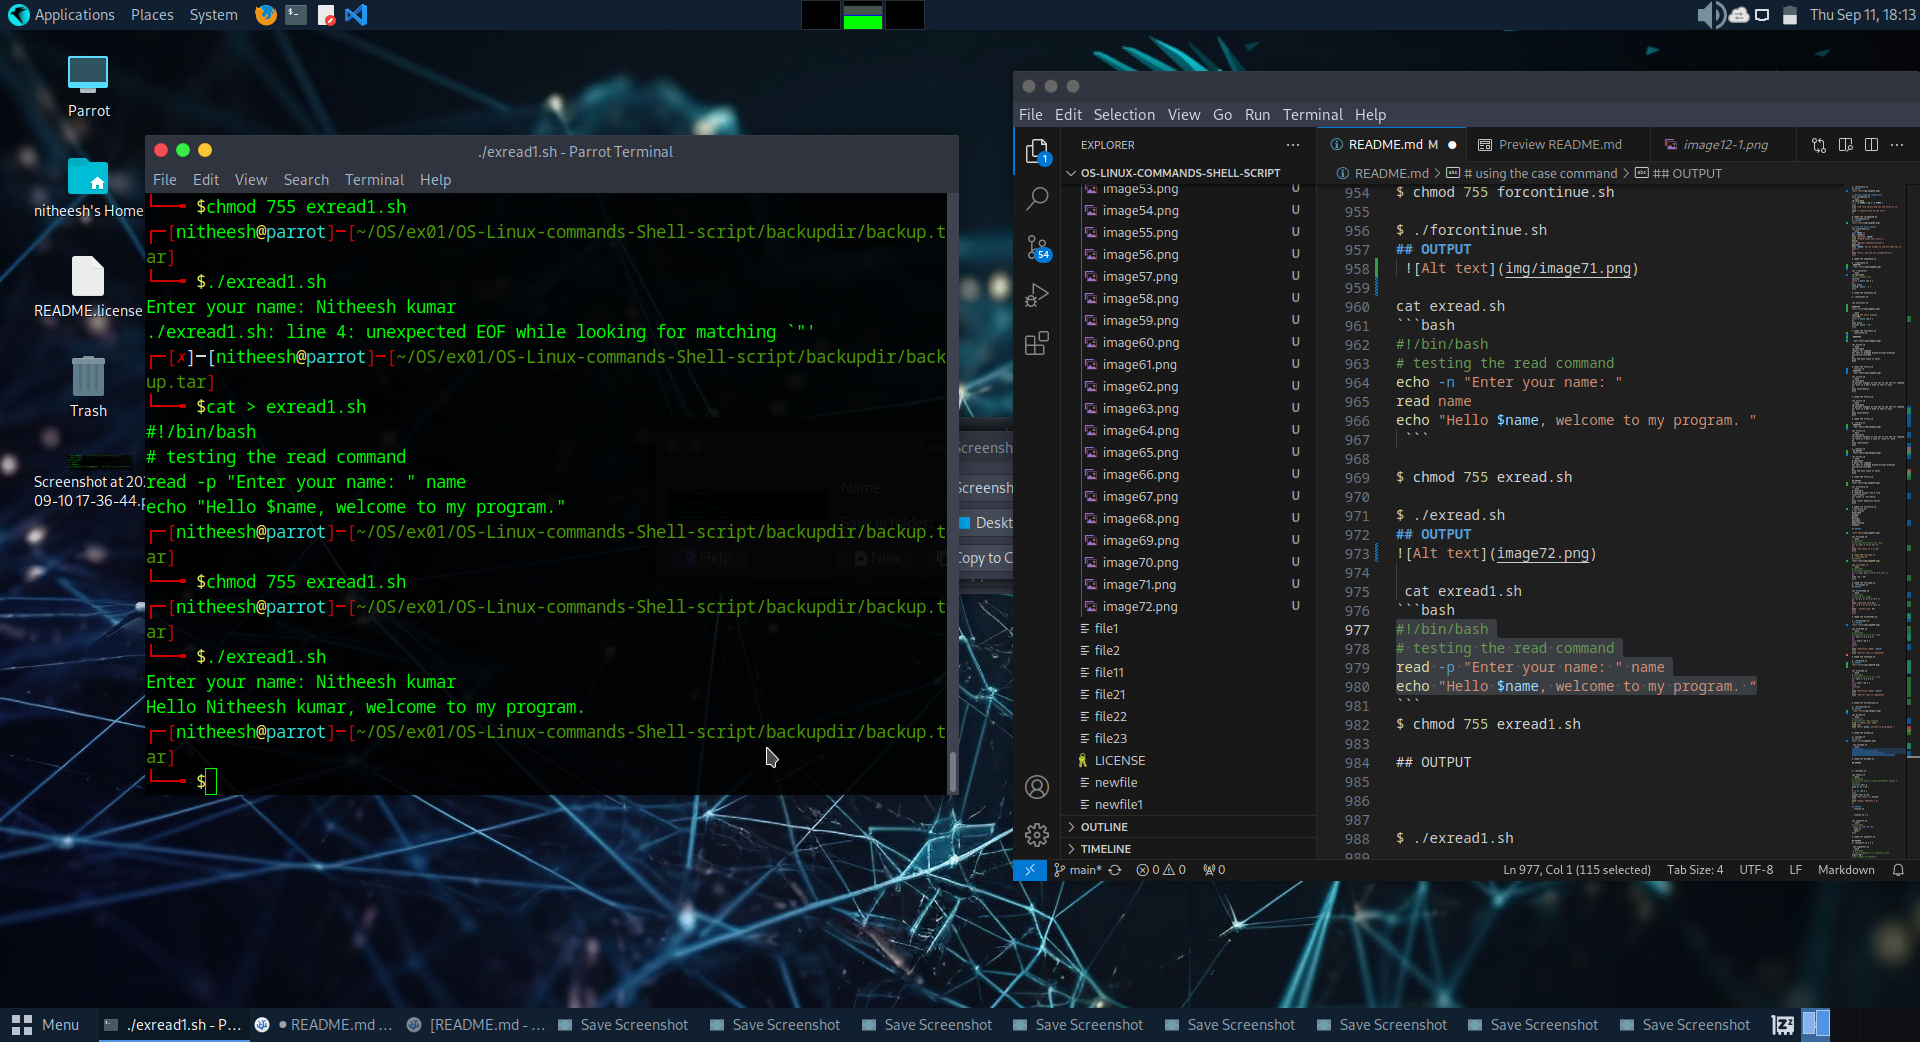 Applications Places System
Thu Sep 11, 18:13
Parrot
nitheesh's Home
README.license
Trash
Screenshot at 20
09-10 17-36-44.p
./exread1.sh - Parrot Terminal
File Edit View Search Terminal Help
└──╼ $chmod 755 exread1.sh
┌─[nitheesh@parrot]─[~/OS/ex01/OS-Linux-commands-Shell-script/backupdir/backup.t
ar]
└──╼ $./exread1.sh
Enter your name: Nitheesh kumar
./exread1.sh: line 4: unexpected EOF while looking for matching `"'
┌─[✗]─[nitheesh@parrot]─[~/OS/ex01/OS-Linux-commands-Shell-script/backupdir/back
up.tar]
└──╼ $cat > exread1.sh
#!/bin/bash
# testing the read command
read -p "Enter your name: " name
echo "Hello $name, welcome to my program."
┌─[nitheesh@parrot]─[~/OS/ex01/OS-Linux-commands-Shell-script/backupdir/backup.t
ar]
└──╼ $chmod 755 exread1.sh
┌─[nitheesh@parrot]─[~/OS/ex01/OS-Linux-commands-Shell-script/backupdir/backup.t
ar]
└──╼ $./exread1.sh
Enter your name: Nitheesh kumar
Hello Nitheesh kumar, welcome to my program.
┌─[nitheesh@parrot]─[~/OS/ex01/OS-Linux-commands-Shell-script/backupdir/backup.t
ar]
└──╼ $
Save Screensh
Name: Screensh
Deskt
Help New Copy to C
File Edit Selection View Go Run Terminal Help
1
54
EXPLORER ...
OS-LINUX-COMMANDS-SHELL-SCRIPT
image53.png U
image54.png U
image55.png U
image56.png U
image57.png U
image58.png U
image59.png U
image60.png U
image61.png U
image62.png U
image63.png U
image64.png U
image65.png U
image66.png U
image67.png U
image68.png U
image69.png U
image70.png U
image71.png U
image72.png U
file1
file2
file11
file21
file22
file23
LICENSE
newfile
newfile1
OUTLINE
TIMELINE
README.md M ● Preview README.md image12-1.png
README.md > # using the case command > ## OUTPUT
954 $ chmod 755 forcontinue.sh
955
956 $ ./forcontinue.sh
957 ## OUTPUT
958 ![Alt text](img/image71.png)
959
960 cat exread.sh
961 ```bash
962 #!/bin/bash
963 # testing the read command
964 echo -n "Enter your name: "
965 read name
966 echo "Hello $name, welcome to my program. "
967 ```
968
969 $ chmod 755 exread.sh
970
971 $ ./exread.sh
972 ## OUTPUT
973 ![Alt text](image72.png)
974
975 cat exread1.sh
976 ```bash
977 #!/bin/bash
978 # testing the read command
979 read -p "Enter your name: " name
980 echo "Hello $name, welcome to my program. “
981 ```
982 $ chmod 755 exread1.sh
983
984 ## OUTPUT
985
986
987
988 $ ./exread1.sh
989
main* 0 0 0 Ln 977, Col 1 (115 selected) Tab Size: 4 UTF-8 LF Markdown
Menu ./exread1.sh - P... ● README.md ... [README.md - ... Save Screenshot Save Screenshot Save Screenshot Save Screenshot Save Screenshot Save Screenshot Save Screenshot Save Screenshot